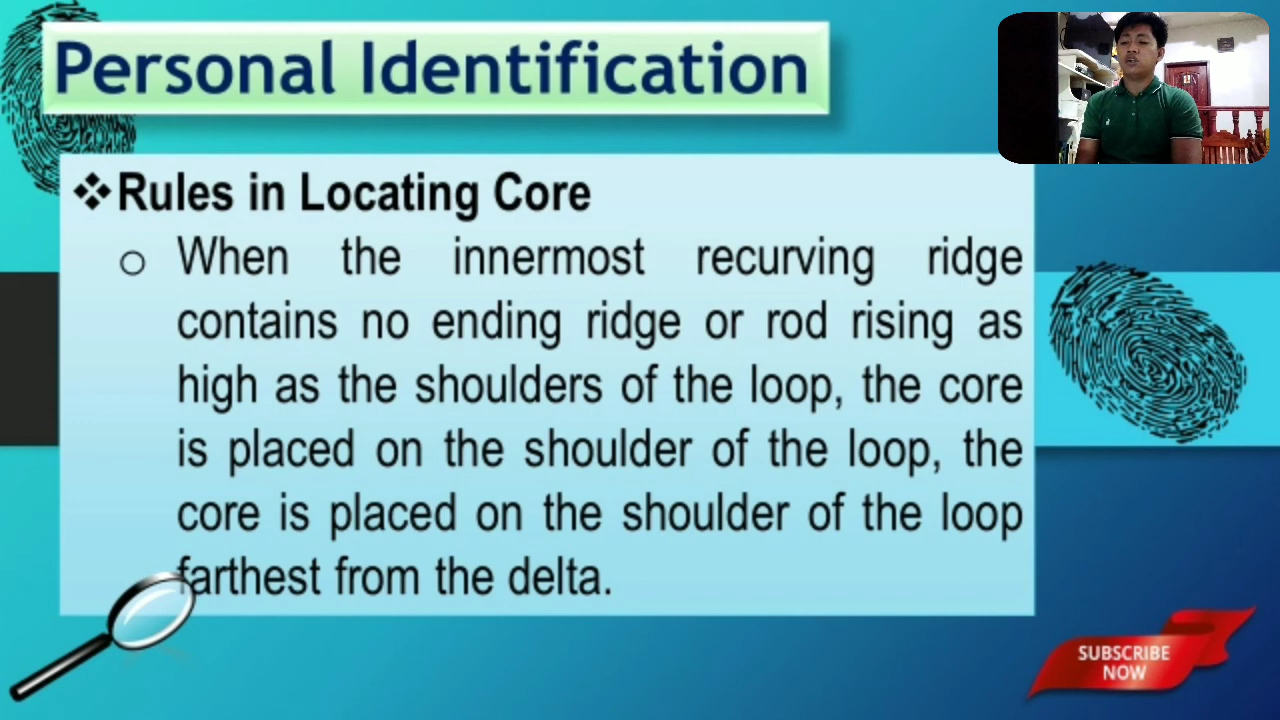 Personal Identification
❖Rules in Locating Core
o When the innermost recurving ridge
contains no ending ridge or rod rising as
high as the shoulders of the loop, the core
is placed on the shoulder of the loop, the
core is placed on the shoulder of the loop
farthest from the delta.
SUBSCRIBE
NOW